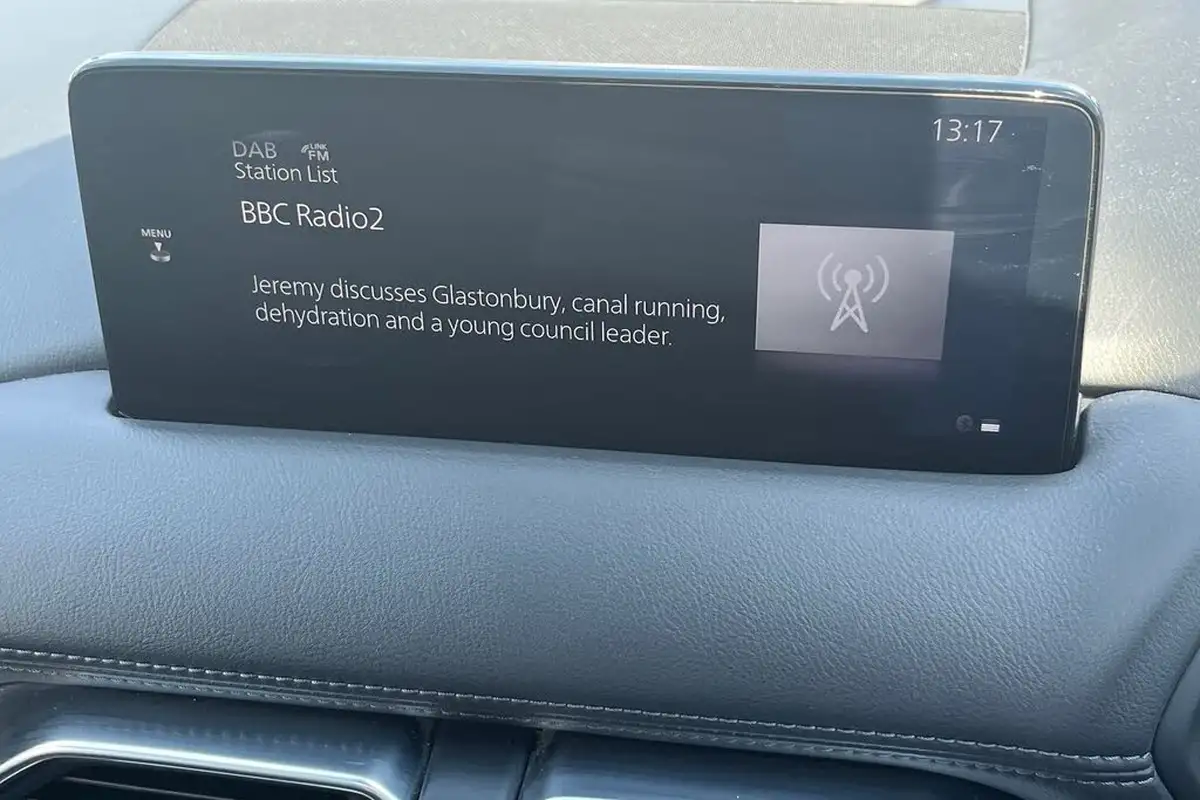 13:17
DAB LINK FM
Station List
BBC Radio2
MENU
Jeremy discusses Glastonbury, canal running,
dehydration and a young council leader.